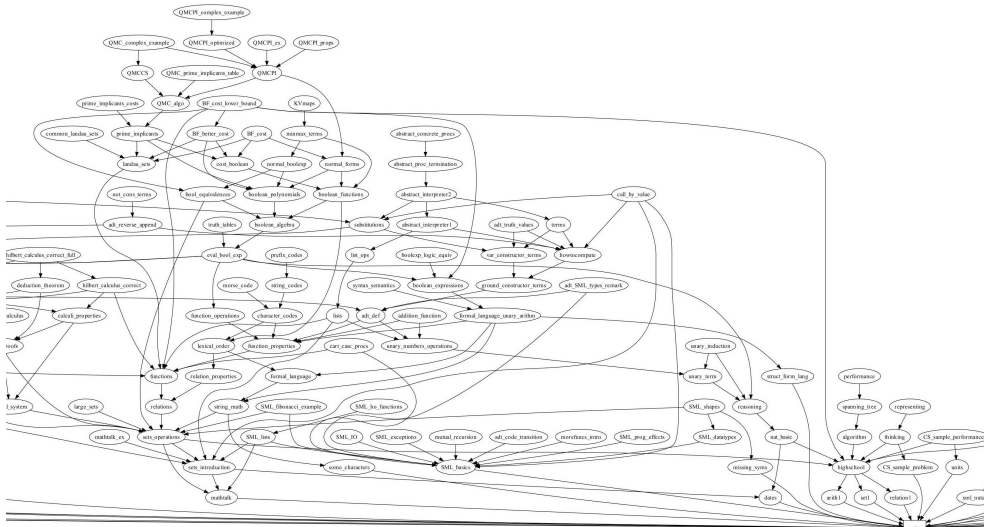 QMCPI_complex_example
QMC_complex_example
QMCPI_optimized
QMCPI_ex
QMCPI_props
QMCCS
QMC_prime_implicants_table
QMCPI
prime_implicants_costs
QMC_algo
BF_cost_lower_bound
KVmaps
common_landau_sets
prime_implicants
BF_better_cost
BF_cost
minmax_terms
abstract_concrete_procs
landau_sets
cost_boolean
normal_boolexp
normal_forms
abstract_proc_termination
not_cons_terms
bool_equivalences
boolean_polynomials
boolean_functions
abstract_interpreter2
call_by_value
adt_reverse_append
truth_tables
boolean_algebra
substitutions
abstract_interpreter1
adt_truth_values
terms
hilbert_calculus_correct_full
eval_bool_exp
prefix_codes
list_ops
boolexp_logic_equiv
var_constructor_terms
howtocompute
deduction_theorem
hilbert_calculus_correct
morse_code
string_codes
syntax_semantics
boolean_expressions
ground_constructor_terms
adt_SML_types_remark
calculus
calculi_properties
function_operations
character_codes
lists
adt_def
addition_function
formal_language_unary_arithm
proofs
lexical_order
function_properties
cart_casc_procs
unary_numbers_operations
unary_induction
functions
relation_properties
formal_language
unary_term
struct_form_lang
performance
l_system
large_sets
relations
string_math
SML_fibonacci_example
SML_ho_functions
SML_shapes
reasoning
spanning_tree
representing
mathtalk_ex
sets_operations
SML_lists
SML_IO
SML_exceptions
mutual_recursion
adt_code_transition
morefuncs_intro
SML_prog_effects
SML_datatypes
nat_basic
algorithm
thinking
CS_sample_performance
sets_introduction
some_characters
SML_basics
missing_syms
highschool
CS_sample_problem
units
mathtalk
dates
arith1
set1
relation1